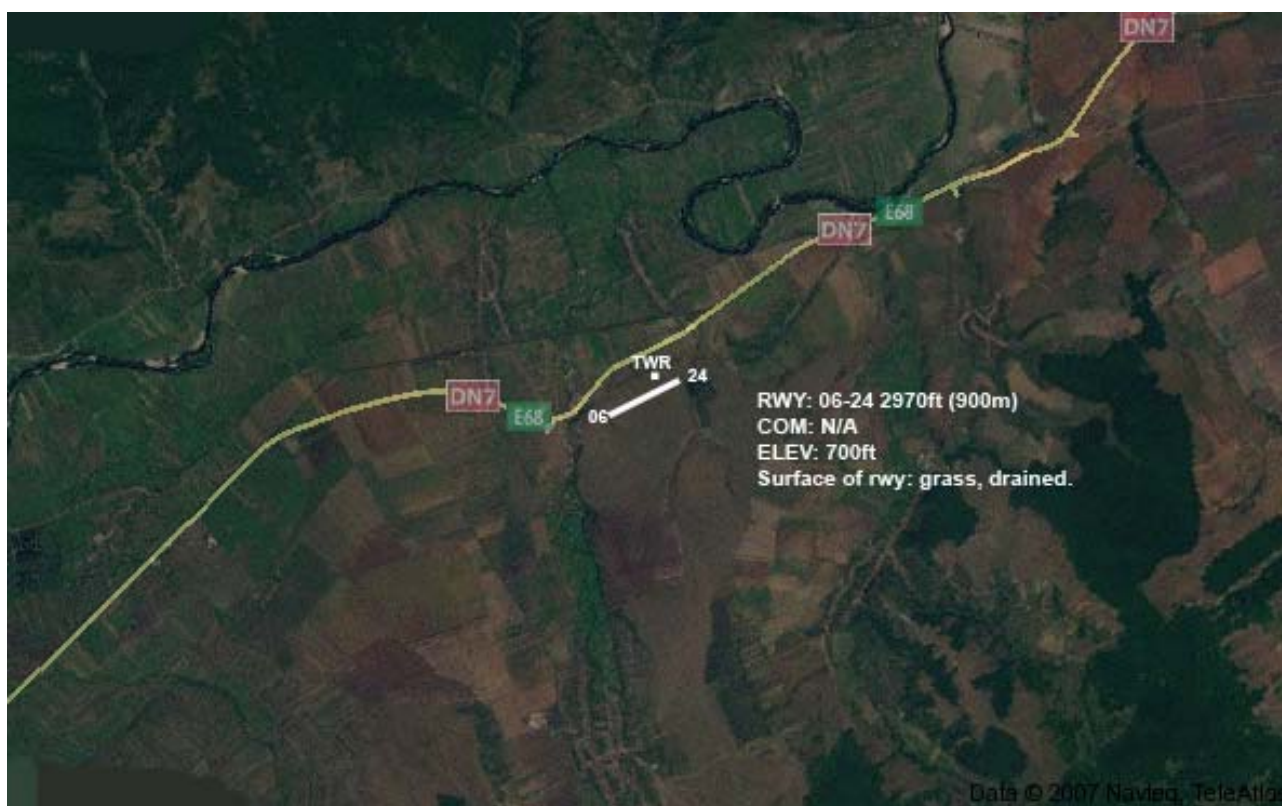 DN7
DN7
E68
TWR
24
DN7
E68
06
RWY: 06-24 2970ft (900m)
COM: N/A
ELEV: 700ft
Surface of rwy: grass, drained.
Data © 2007 Navteq, TeleAtla